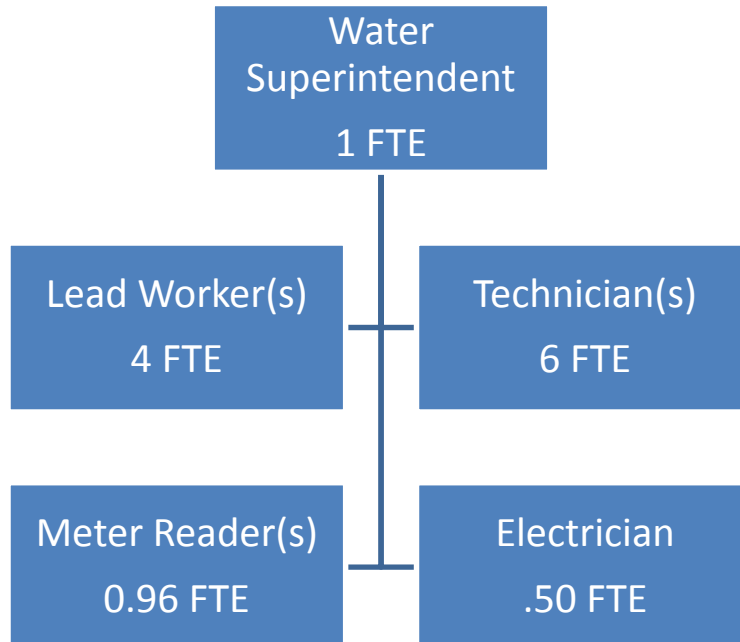 Water
Superintendent
1 FTE
Lead Worker(s)
4 FTE
Technician(s)
6 FTE
Meter Reader(s)
0.96 FTE
Electrician
.50 FTE